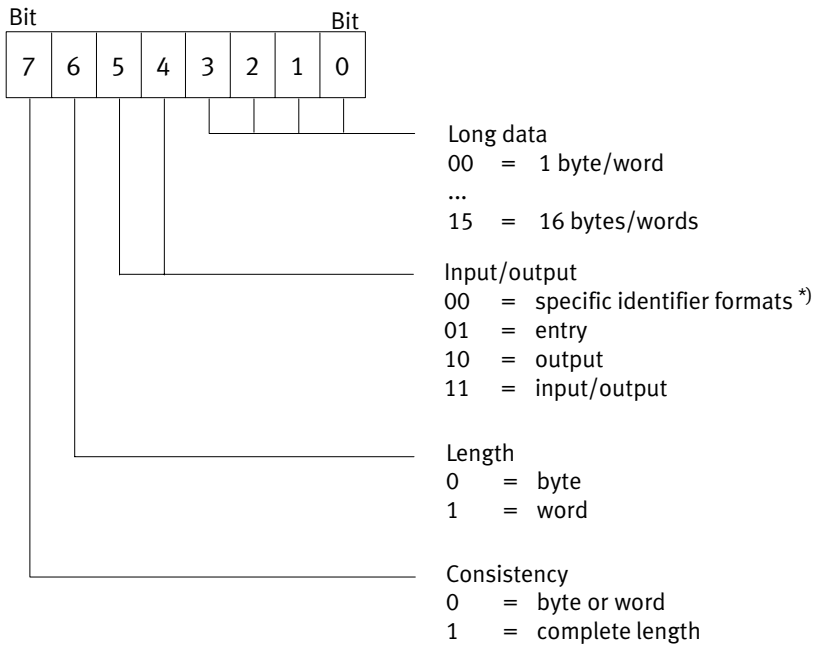 Bit Bit
7 6 5 4 3 2 1 0
Long data
00 = 1 byte/word
...
15 = 16 bytes/words
Input/output
00 = specific identifier formats *)
01 = entry
10 = output
11 = input/output
Length
0 = byte
1 = word
Consistency
0 = byte or word
1 = complete length